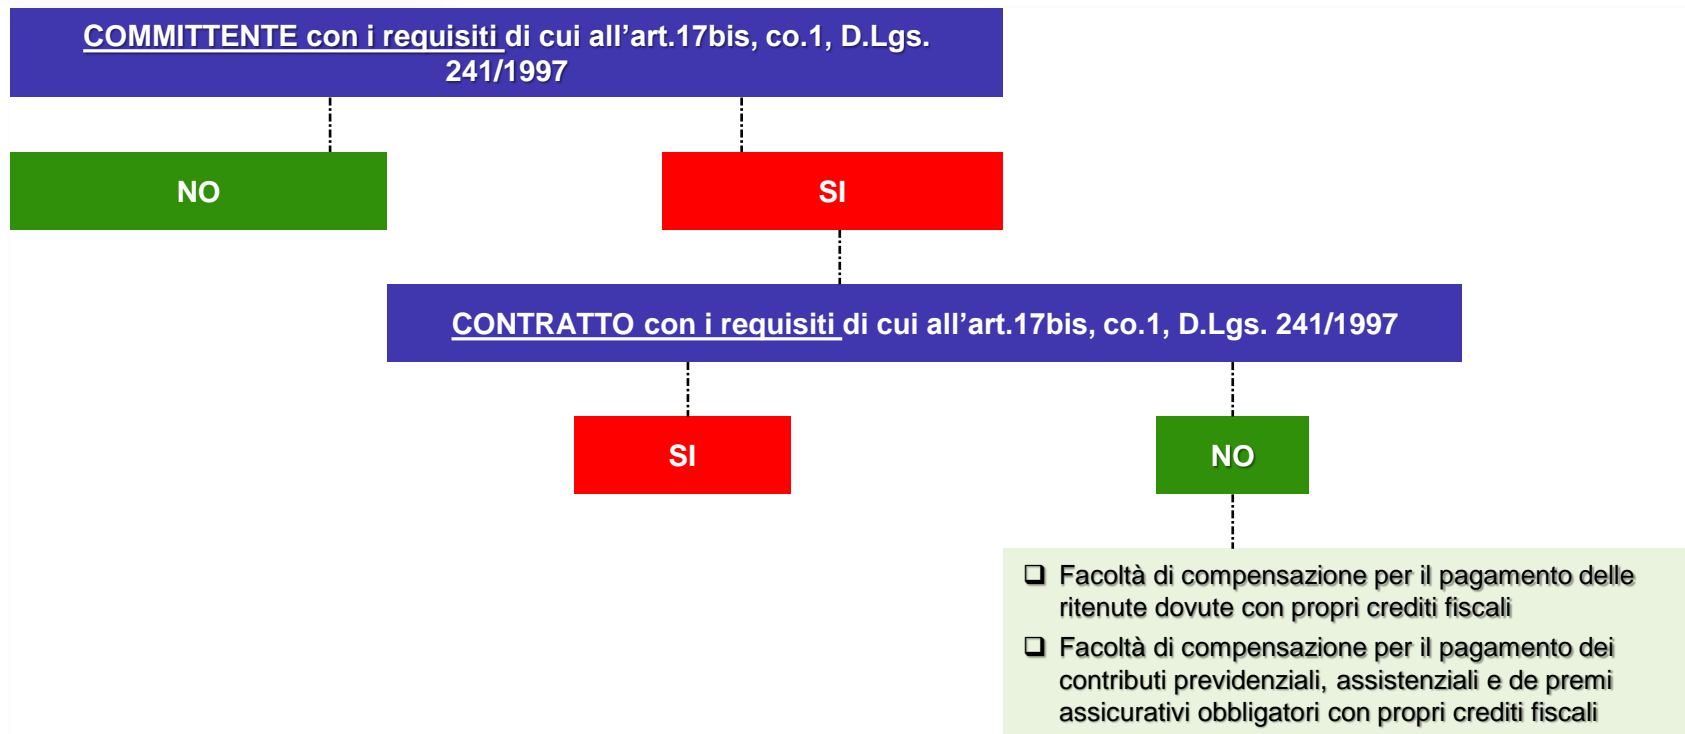 COMMITTENTE con i requisiti di cui all’art.17bis, co.1, D.Lgs.
241/1997
NO
SI
CONTRATTO con i requisiti di cui all’art.17bis, co.1, D.Lgs. 241/1997
SI
NO
❑ Facoltà di compensazione per il pagamento delle
ritenute dovute con propri crediti fiscali
❑ Facoltà di compensazione per il pagamento dei
contributi previdenziali, assistenziali e de premi
assicurativi obbligatori con propri crediti fiscali